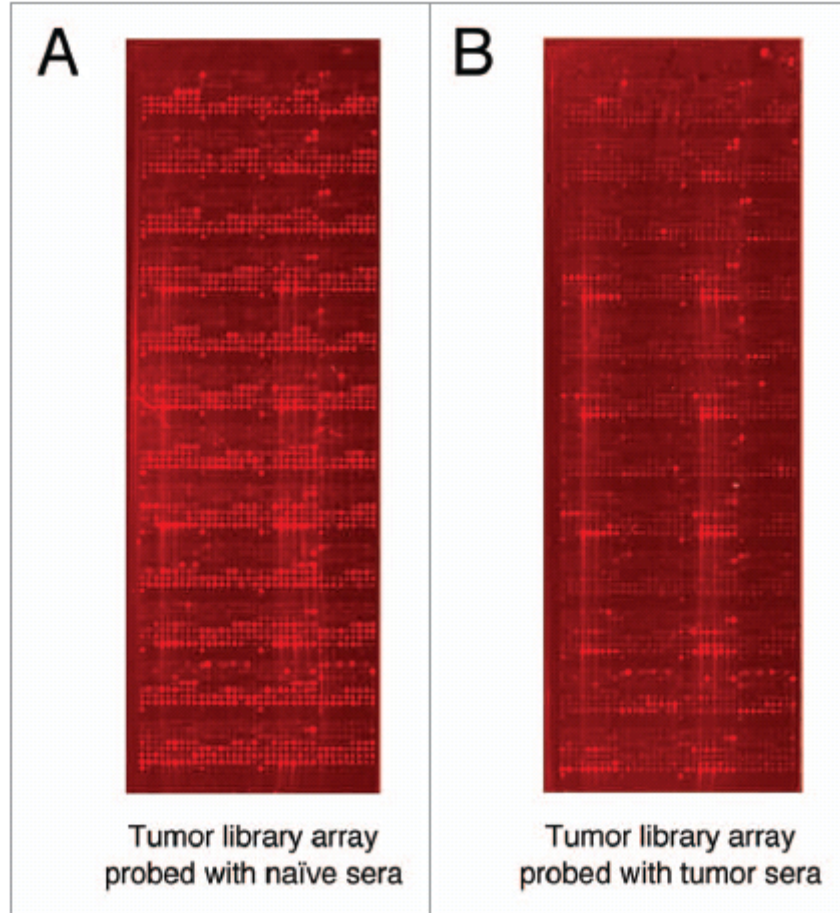 A
B
Tumor library array
probed with naïve sera
Tumor library array
probed with tumor sera